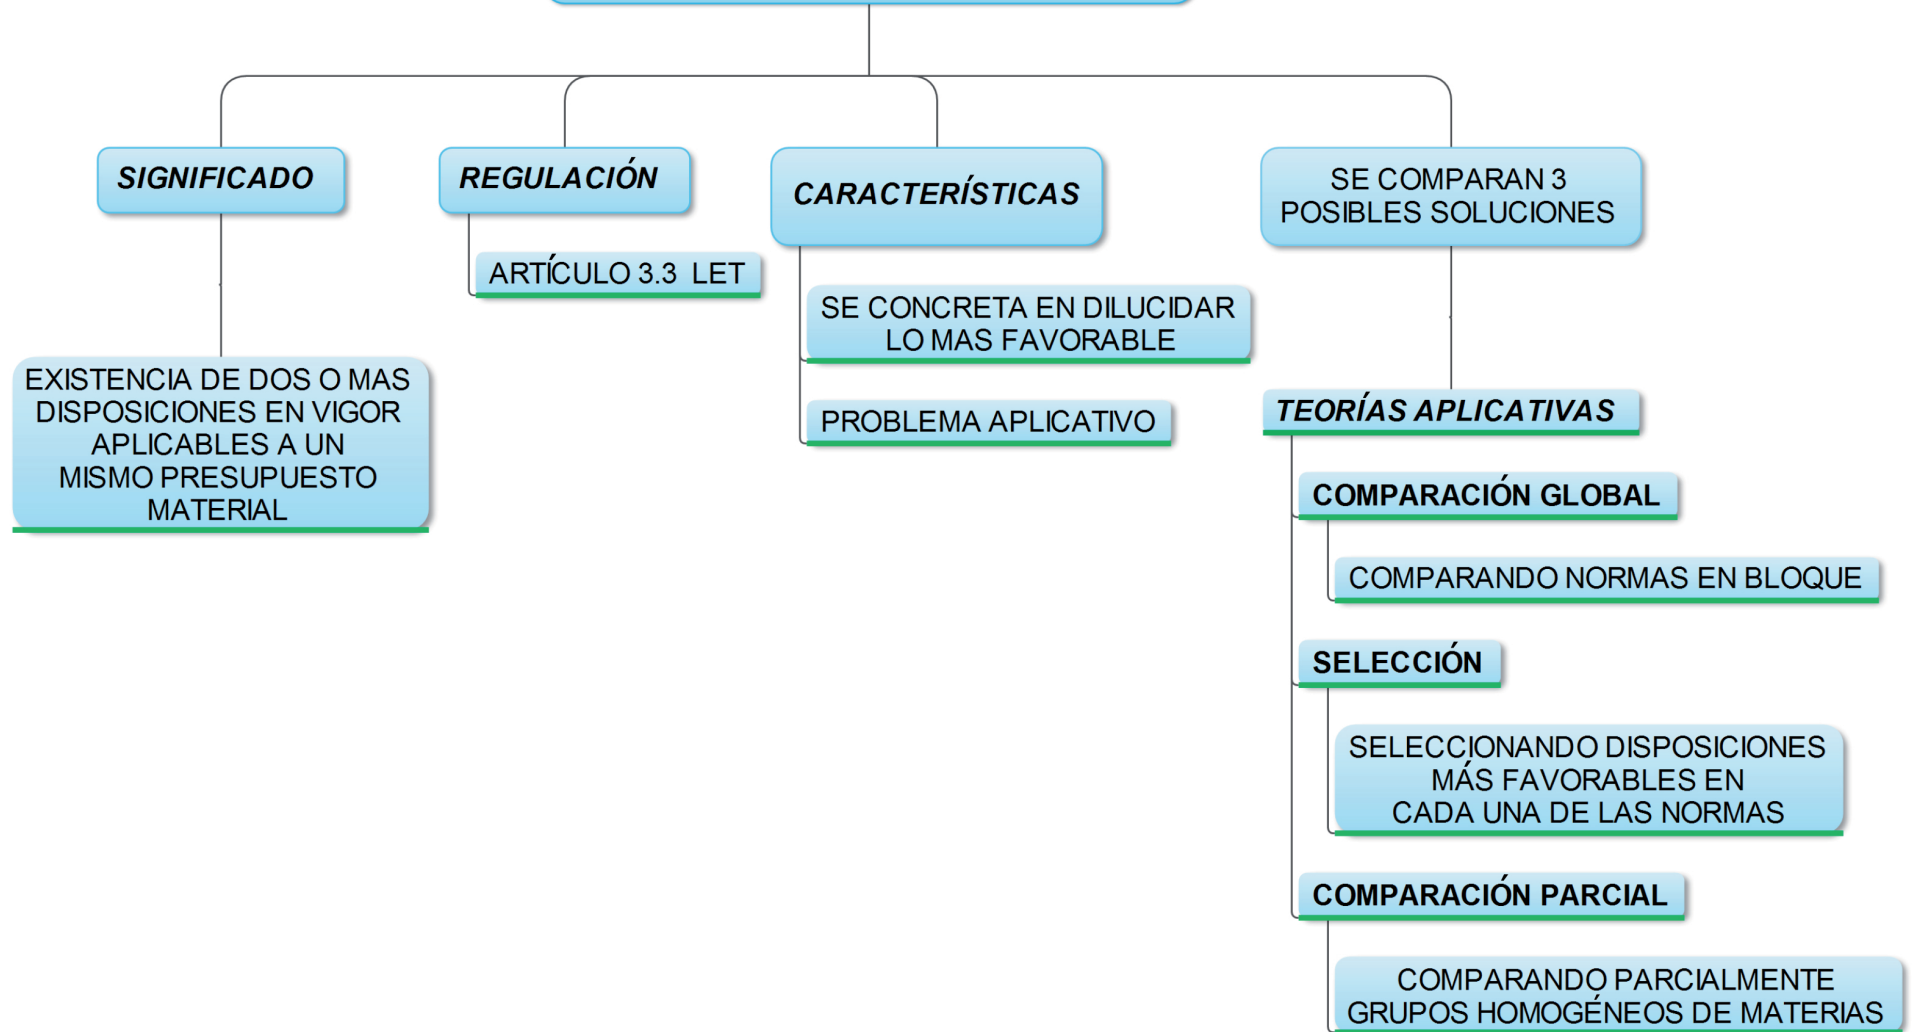 SIGNIFICADO
EXISTENCIA DE DOS O MAS
DISPOSICIONES EN VIGOR
APLICABLES A UN
MISMO PRESUPUESTO
MATERIAL
REGULACIÓN
ARTÍCULO 3.3 LET
CARACTERÍSTICAS
SE CONCRETA EN DILUCIDAR
LO MAS FAVORABLE
PROBLEMA APLICATIVO
SE COMPARAN 3
POSIBLES SOLUCIONES
TEORÍAS APLICATIVAS
COMPARACIÓN GLOBAL
COMPARANDO NORMAS EN BLOQUE
SELECCIÓN
SELECCIONANDO DISPOSICIONES
MÁS FAVORABLES EN
CADA UNA DE LAS NORMAS
COMPARACIÓN PARCIAL
COMPARANDO PARCIALMENTE
GRUPOS HOMOGÉNEOS DE MATERIAS